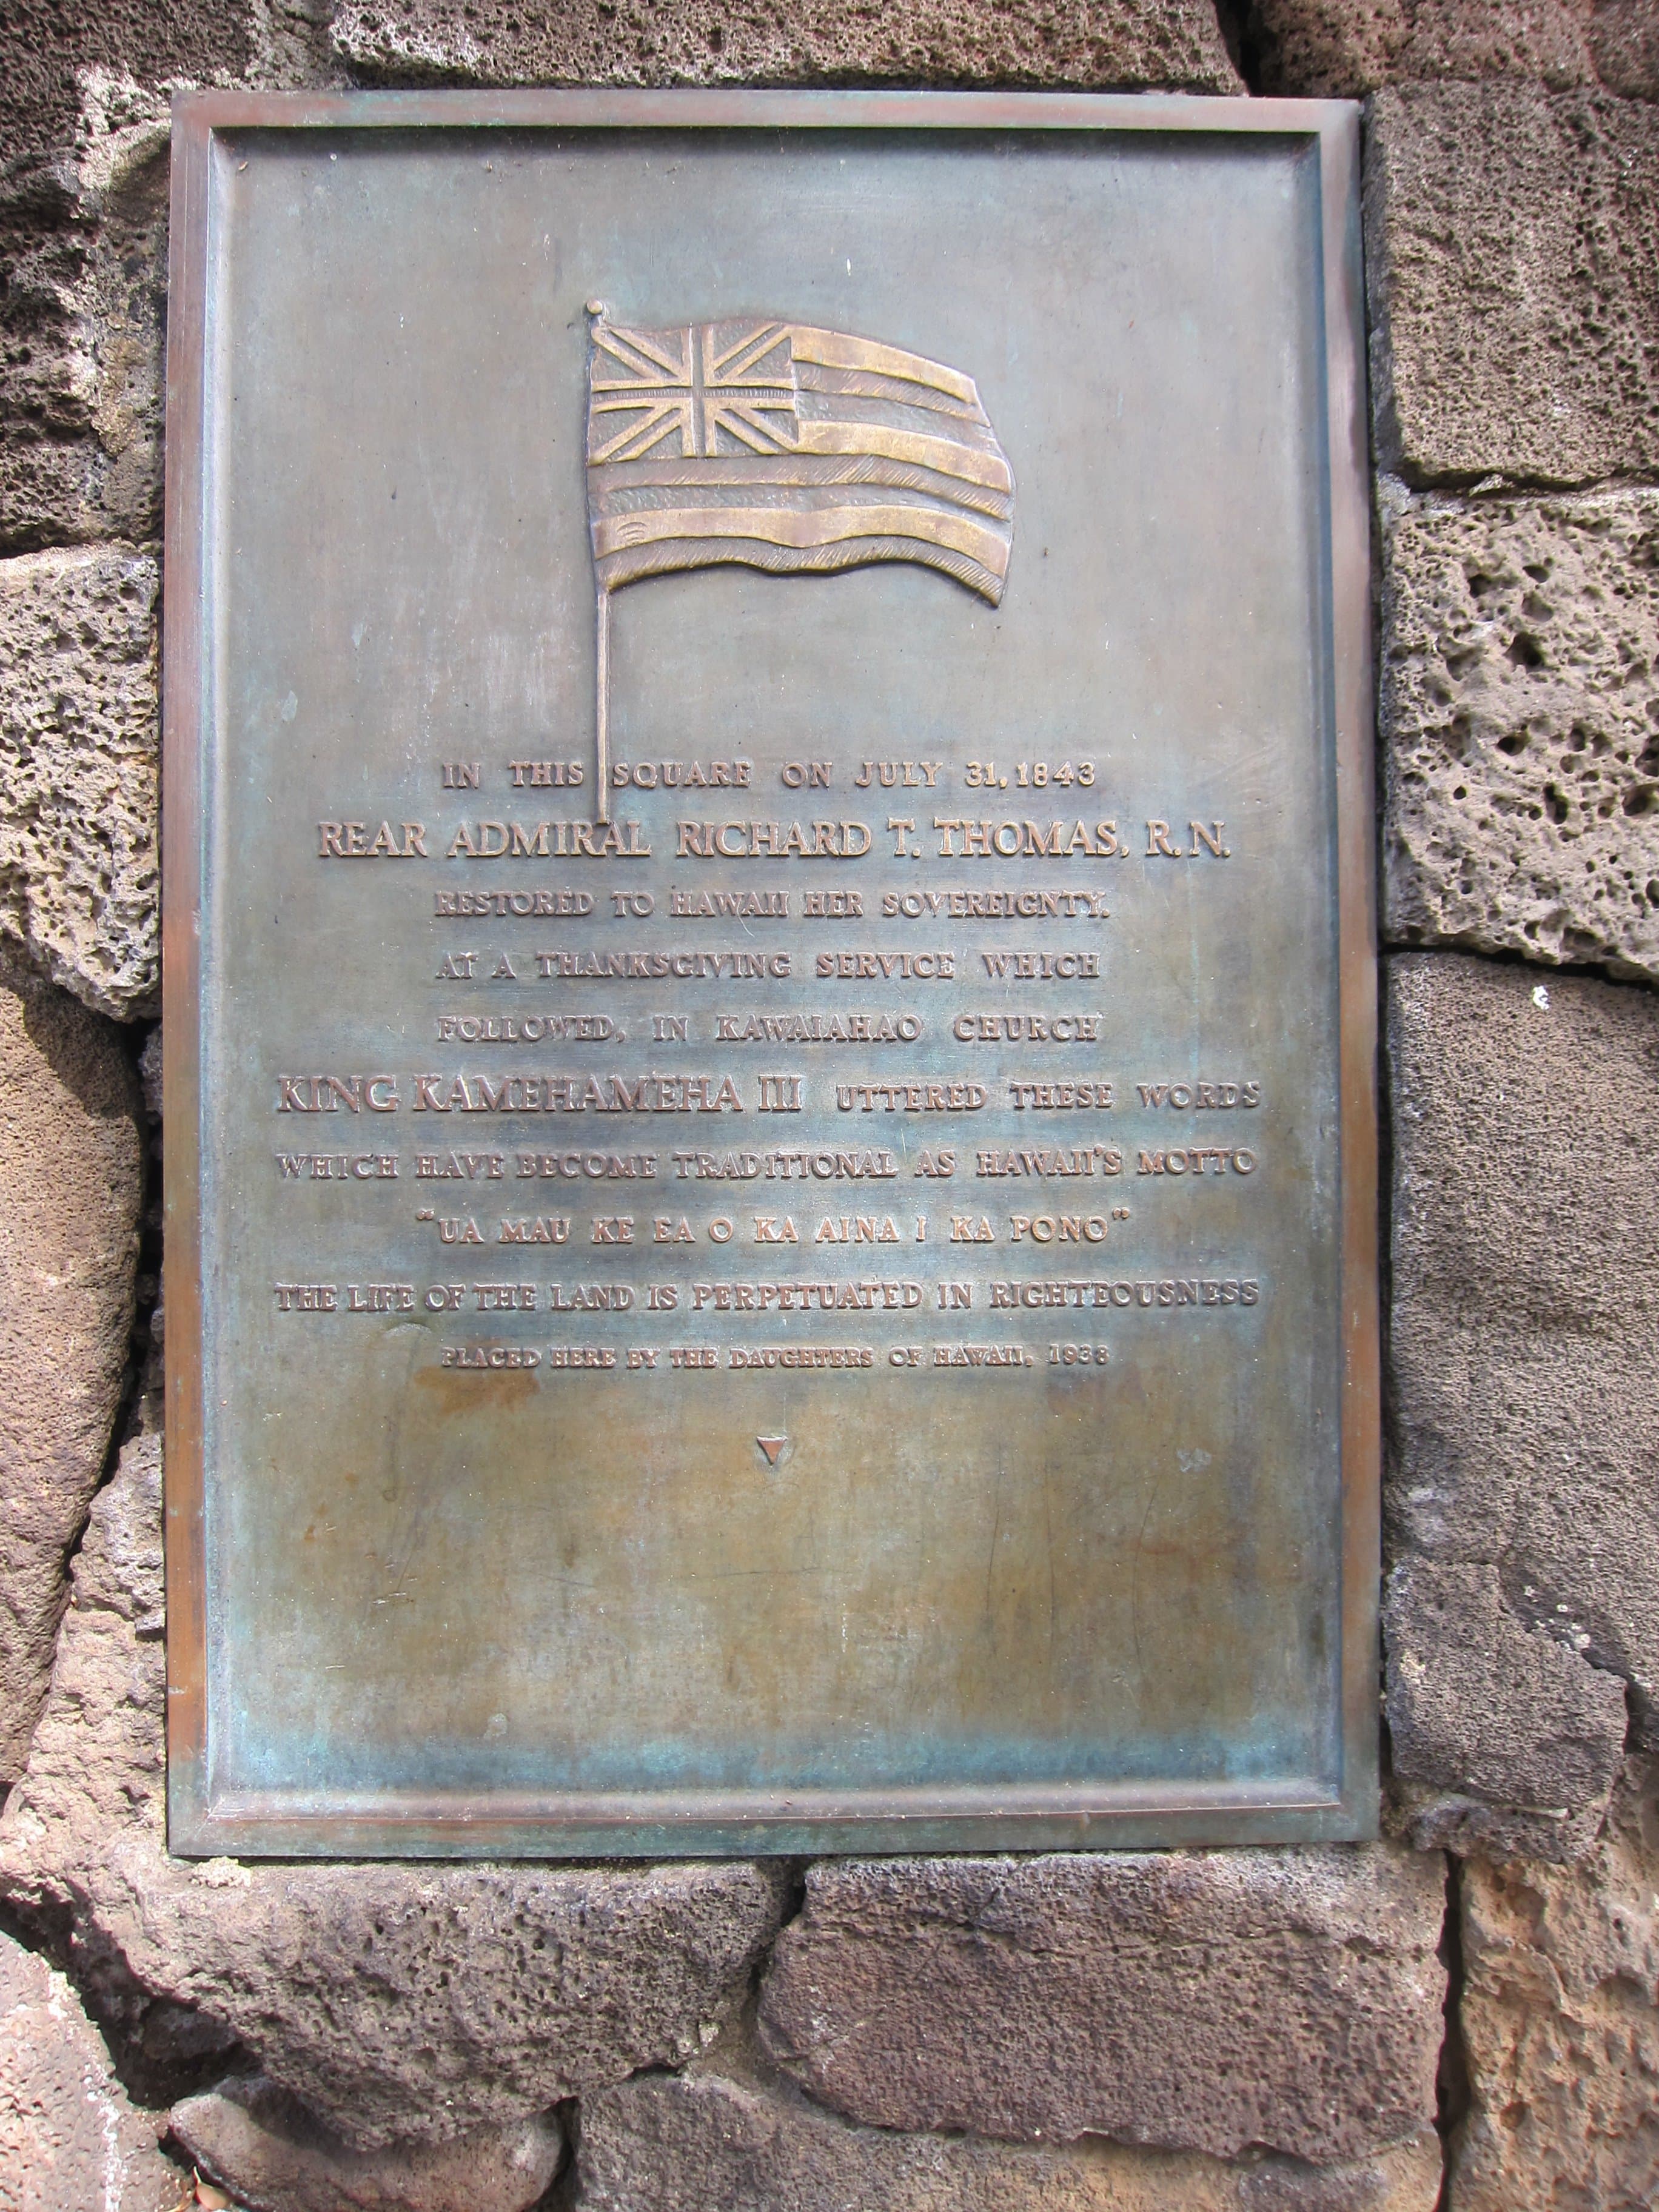 IN THIS SQUARE ON JULY 31, 1843
REAR ADMIRAL RICHARD T. THOMAS, R. N.
RESTORED TO HAWAII HER SOVEREIGNTY.
AT A THANKSGIVING SERVICE WHICH
FOLLOWED, IN KAWAIAHAO CHURCH
KING KAMEHAMEHA III UTTERED THESE WORDS
WHICH HAVE BECOME TRADITIONAL AS HAWAII'S MOTTO
"UA MAU KE EA O KA AINA I KA PONO"
THE LIFE OF THE LAND IS PERPETUATED IN RIGHTEOUSNESS
PLACED HERE BY THE DAUGHTERS OF HAWAII, 1938